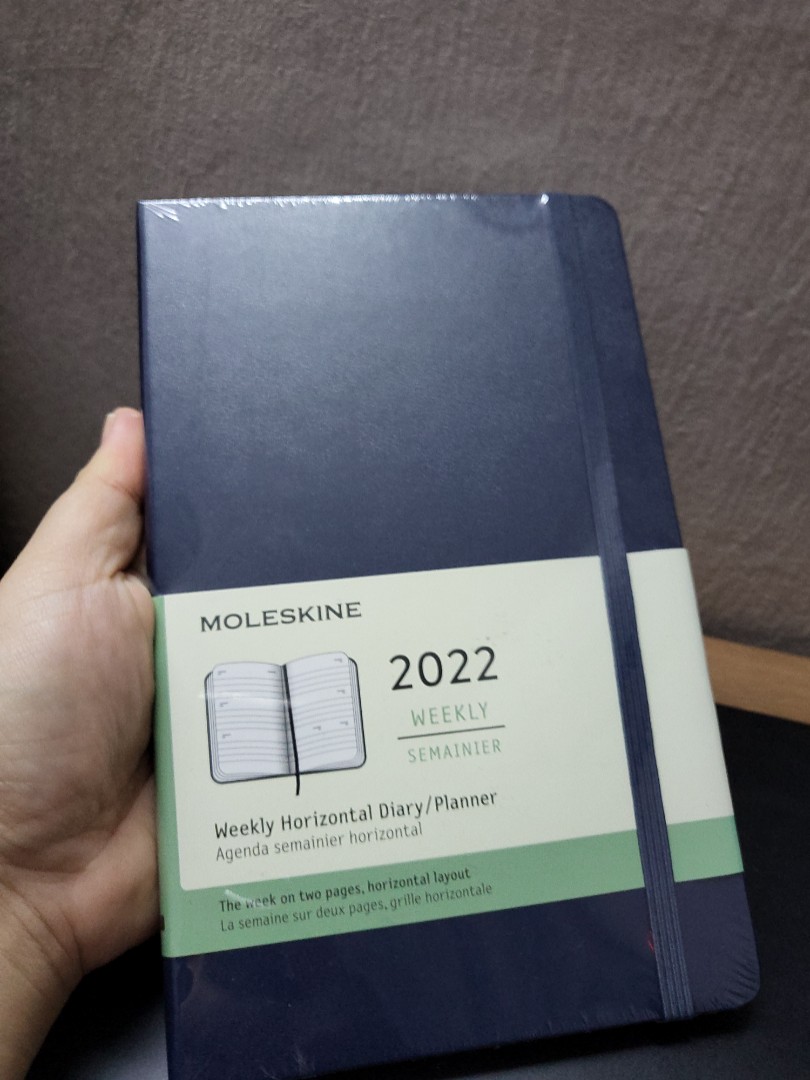 MOLESKINE
2022
WEEKLY
SEMAINIER
Weekly Horizontal Diary/Planner
Agenda semainier horizontal
The week on two pages, horizontal layout
La semaine sur deux pages, grille horizontale